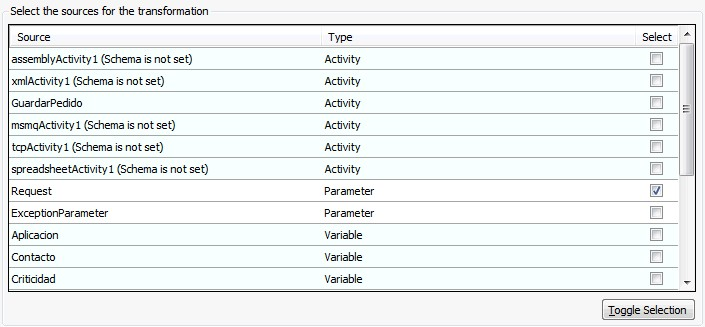 Select the sources for the transformation
Source Type Select
assemblyActivity1 (Schema is not set) Activity
xmlActivity1 (Schema is not set) Activity
GuardarPedido Activity
msmqActivity1 (Schema is not set) Activity
tcpActivity1 (Schema is not set) Activity
spreadsheetActivity1 (Schema is not set) Activity
Request Parameter
ExceptionParameter Parameter
Aplicacion Variable
Contacto Variable
Criticidad Variable
Toggle Selection